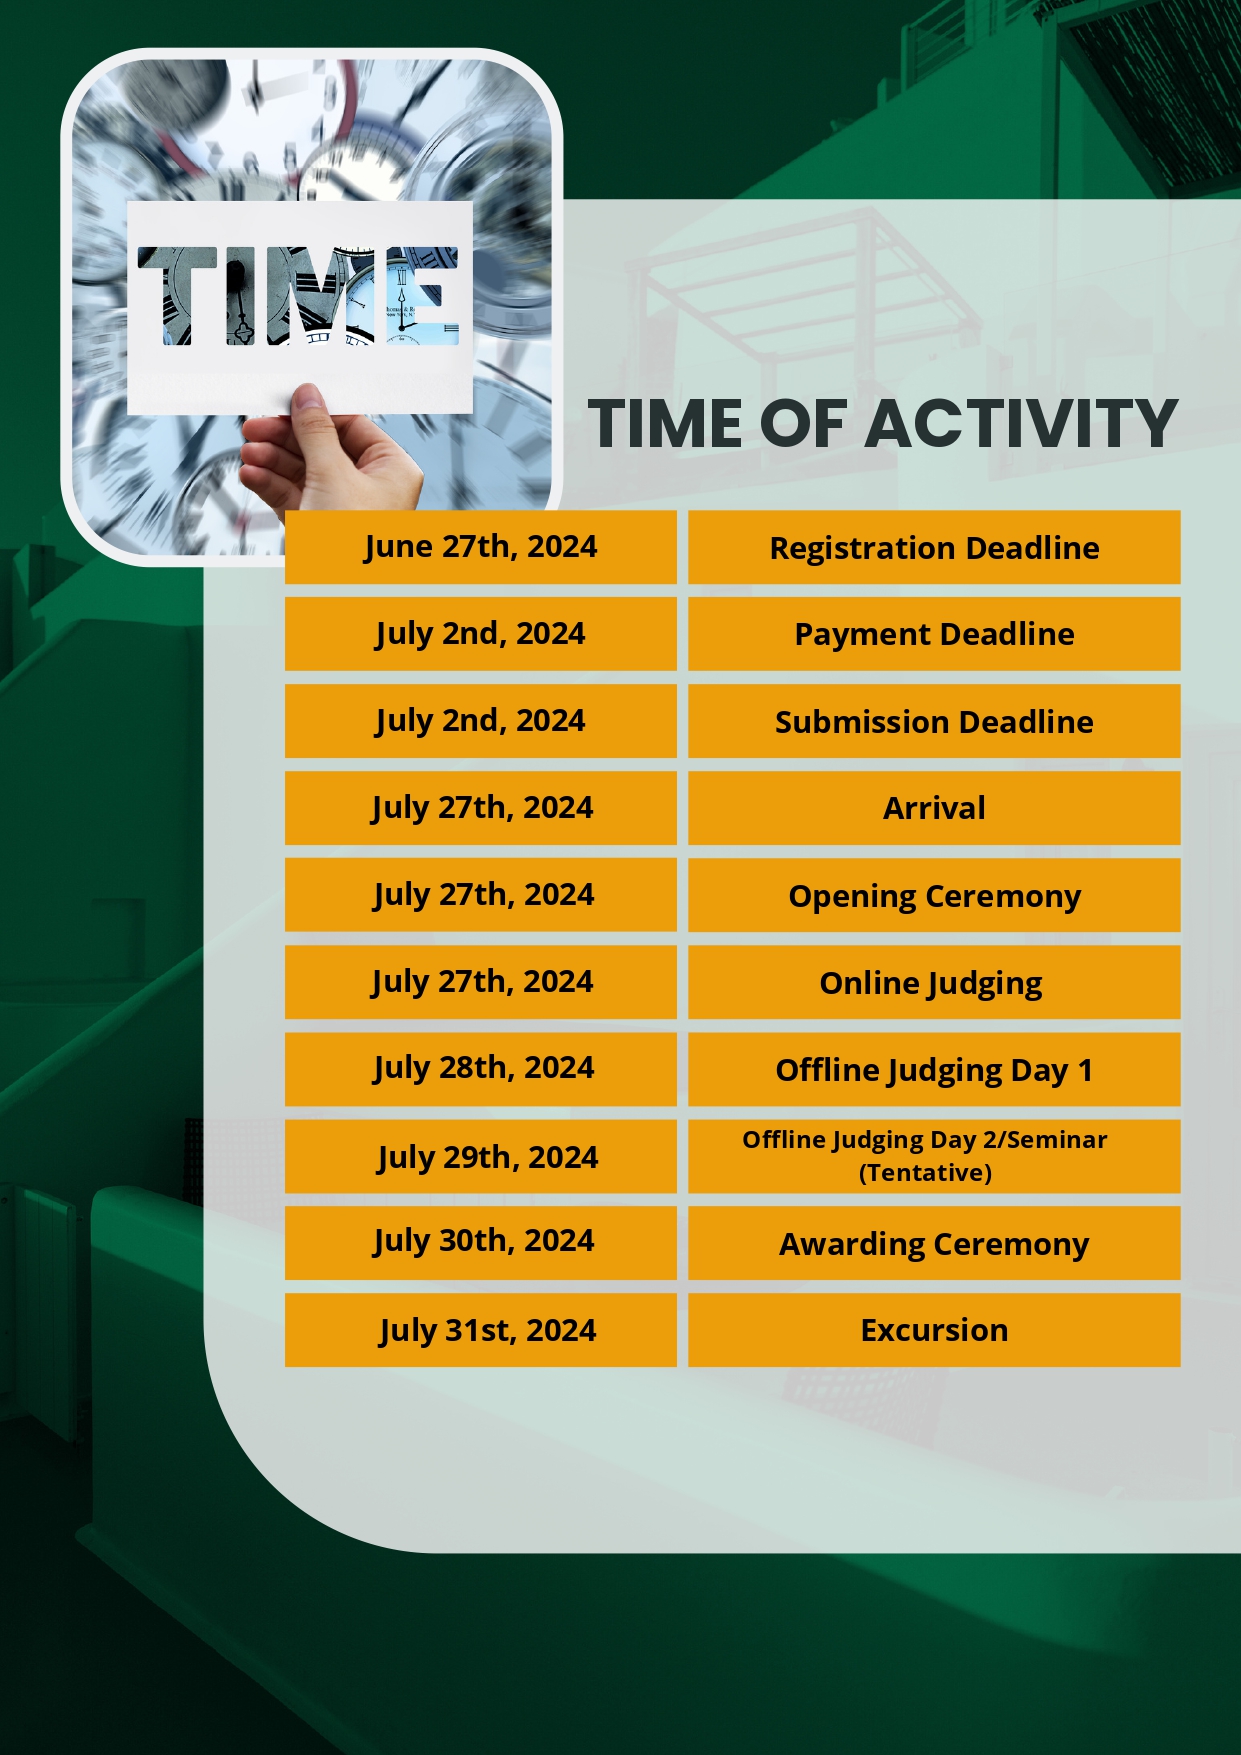 TIME
TIME OF ACTIVITY
June 27th, 2024
Registration Deadline
July 2nd, 2024
Payment Deadline
July 2nd, 2024
Submission Deadline
July 27th, 2024
Arrival
July 27th, 2024
Opening Ceremony
July 27th, 2024
Online Judging
July 28th, 2024
Offline Judging Day 1
July 29th, 2024
Offline Judging Day 2/Seminar
(Tentative)
July 30th, 2024
Awarding Ceremony
July 31st, 2024
Excursion